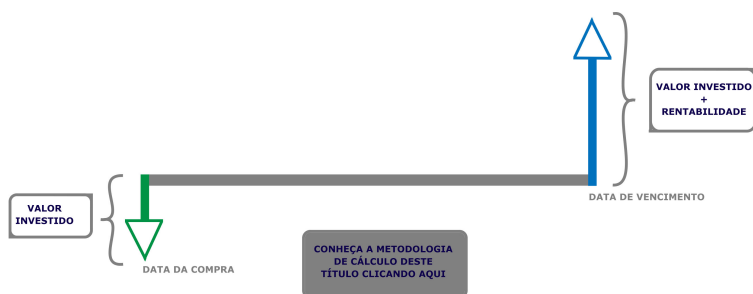 VALOR INVESTIDO
+
RENTABILIDADE
DATA DE VENCIMENTO
VALOR
INVESTIDO
DATA DA COMPRA
CONHEÇA A METODOLOGIA
DE CÁLCULO DESTE
TÍTULO CLICANDO AQUI